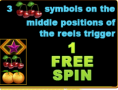 3 symbols on the
middle positions of
the reels trigger
1
FREE
SPIN